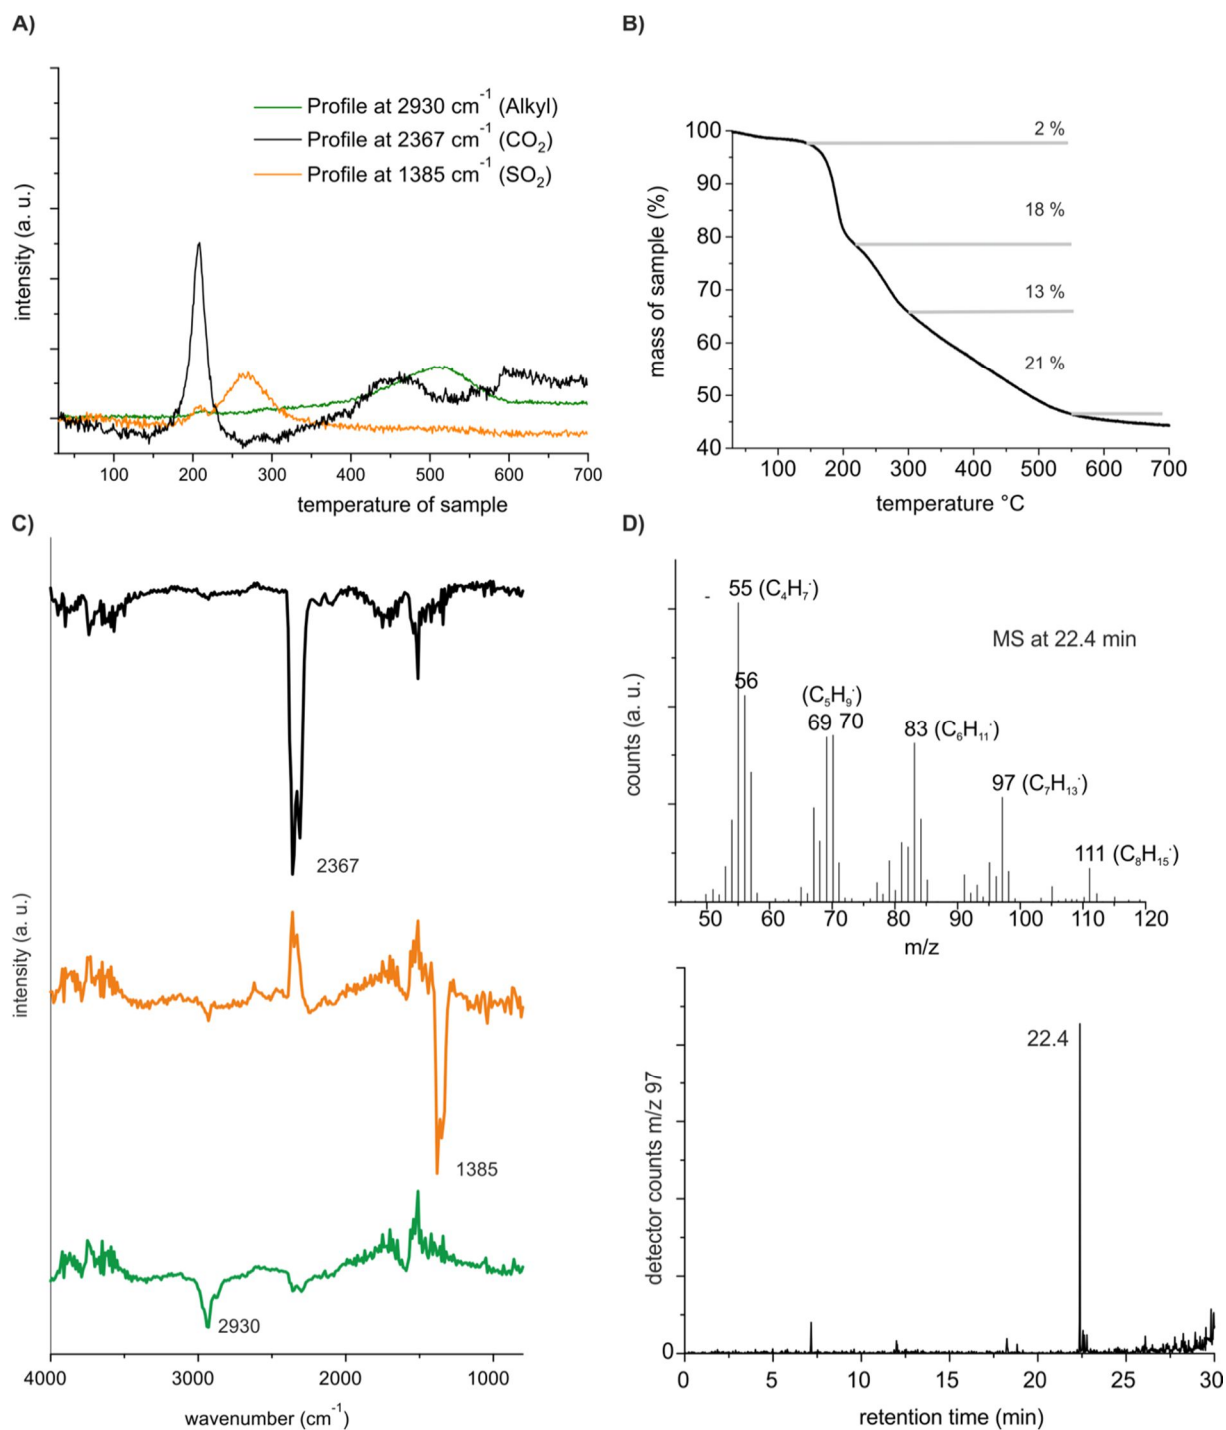 A)
Profile at 2930 cm⁻¹ (Alkyl)
Profile at 2367 cm⁻¹ (CO₂)
Profile at 1385 cm⁻¹ (SO₂)
intensity (a. u.)
100 200 300 400 500 600 700
temperature of sample
B)
100
90
80
70
60
50
40
2 %
18 %
13 %
21 %
mass of sample (%)
100 200 300 400 500 600 700
temperature °C
C)
2367
1385
2930
intensity (a. u.)
4000 3000 2000 1000
wavenumber (cm⁻¹)
D)
55 (C₄H₇˙)
MS at 22.4 min
56
(C₅H₉˙)
69 70
83 (C₆H₁₁˙)
97 (C₇H₁₃˙)
111 (C₈H₁₅˙)
counts (a. u.)
50 60 70 80 90 100 110 120
m/z
22.4
detector counts m/z 97
0
0 5 10 15 20 25 30
retention time (min)